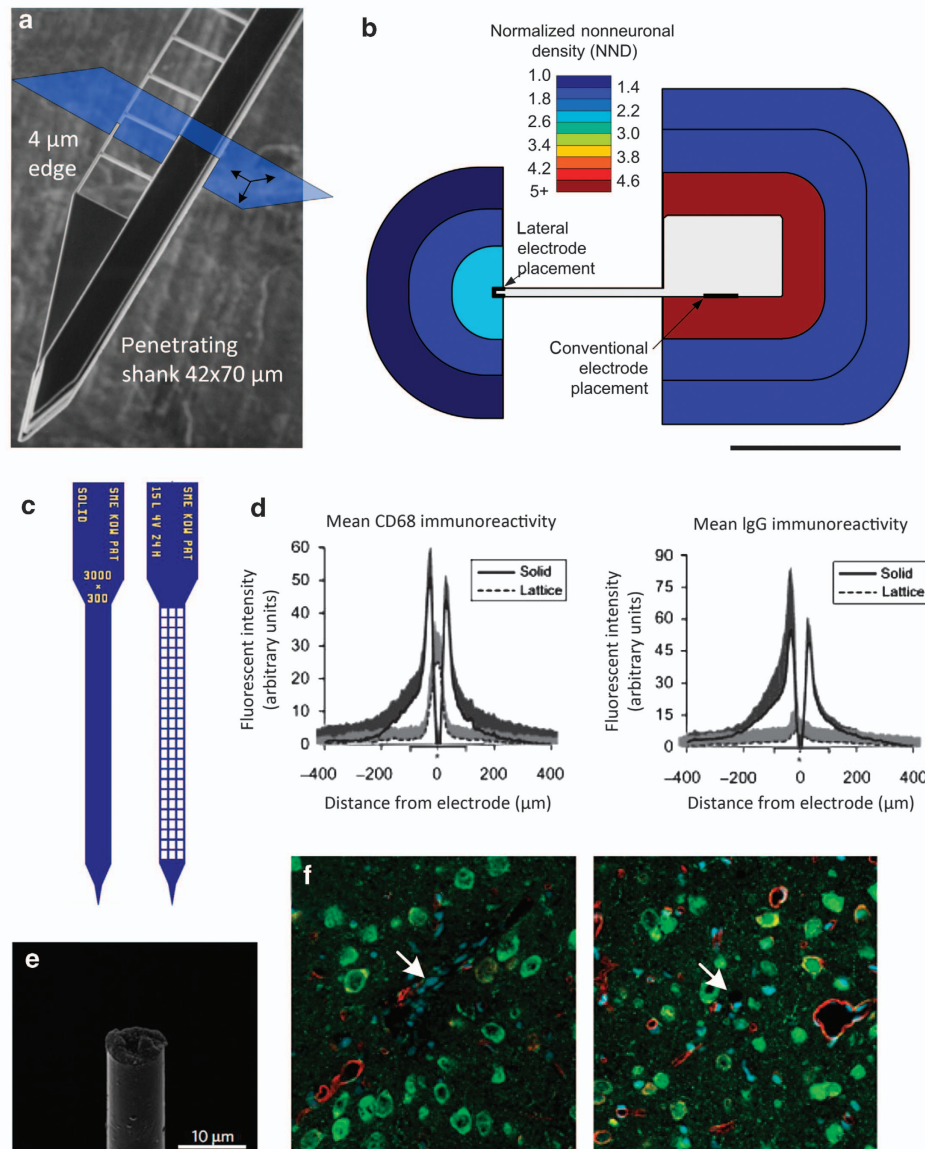 a
4 µm
edge
Penetrating
shank 42x70 µm
b
Normalized nonneuronal
density (NND)
1.0
1.4
1.8
2.2
2.6
3.0
3.4
3.8
4.2
4.6
5+
Lateral
electrode
placement
Conventional
electrode
placement
c
SOLID
SME KDW PAT
3000
×
300
15L 4V 24H
SME KDW PAT
d
Mean CD68 immunoreactivity
Fluorescent intensity
(arbitrary units)
60
50
40
30
20
10
0
Solid
Lattice
−400
−200
0
200
400
*
Distance from electrode (µm)
Mean IgG immunoreactivity
Fluorescent intensity
(arbitrary units)
90
75
60
45
30
15
0
Solid
Lattice
−400
−200
0
200
400
*
Distance from electrode (µm)
e
10 µm
f